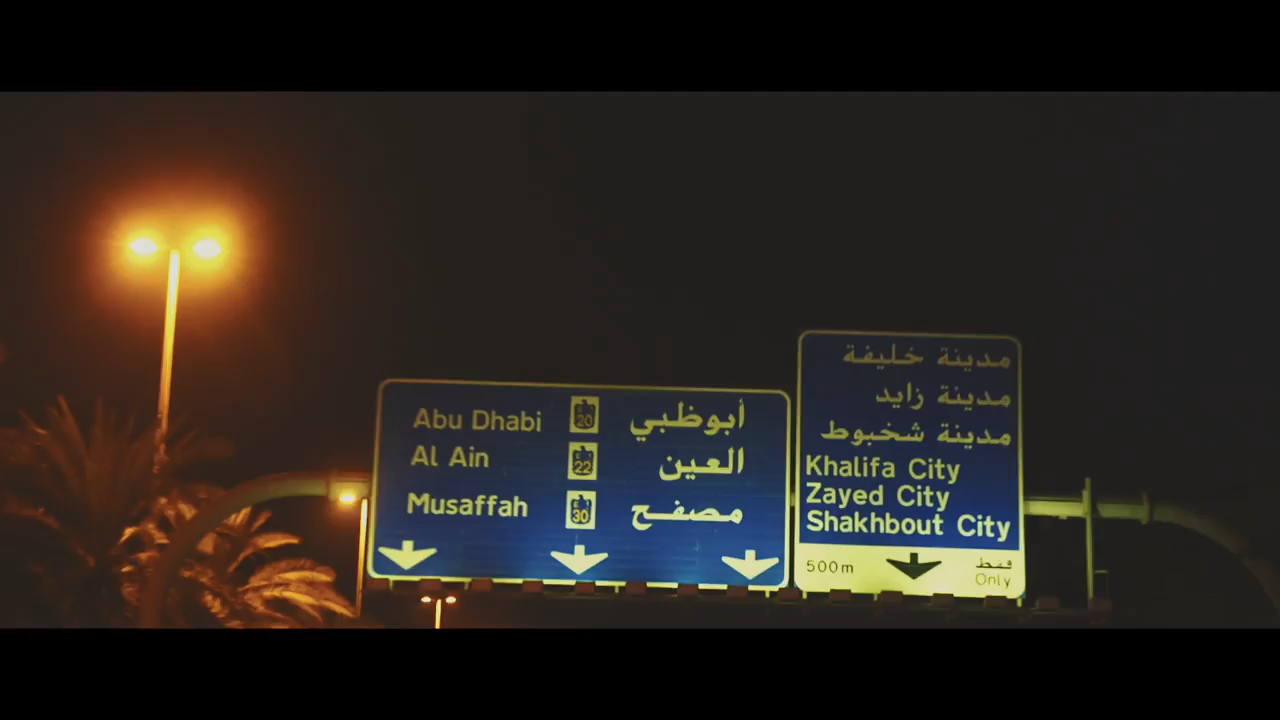 Abu Dhabi 20 أبوظبي
Al Ain 22 العين
Musaffah 30 مصفح
مدينة خليفة
مدينة زايد
مدينة شخبوط
Khalifa City
Zayed City
Shakhbout City
500m فقط
Only